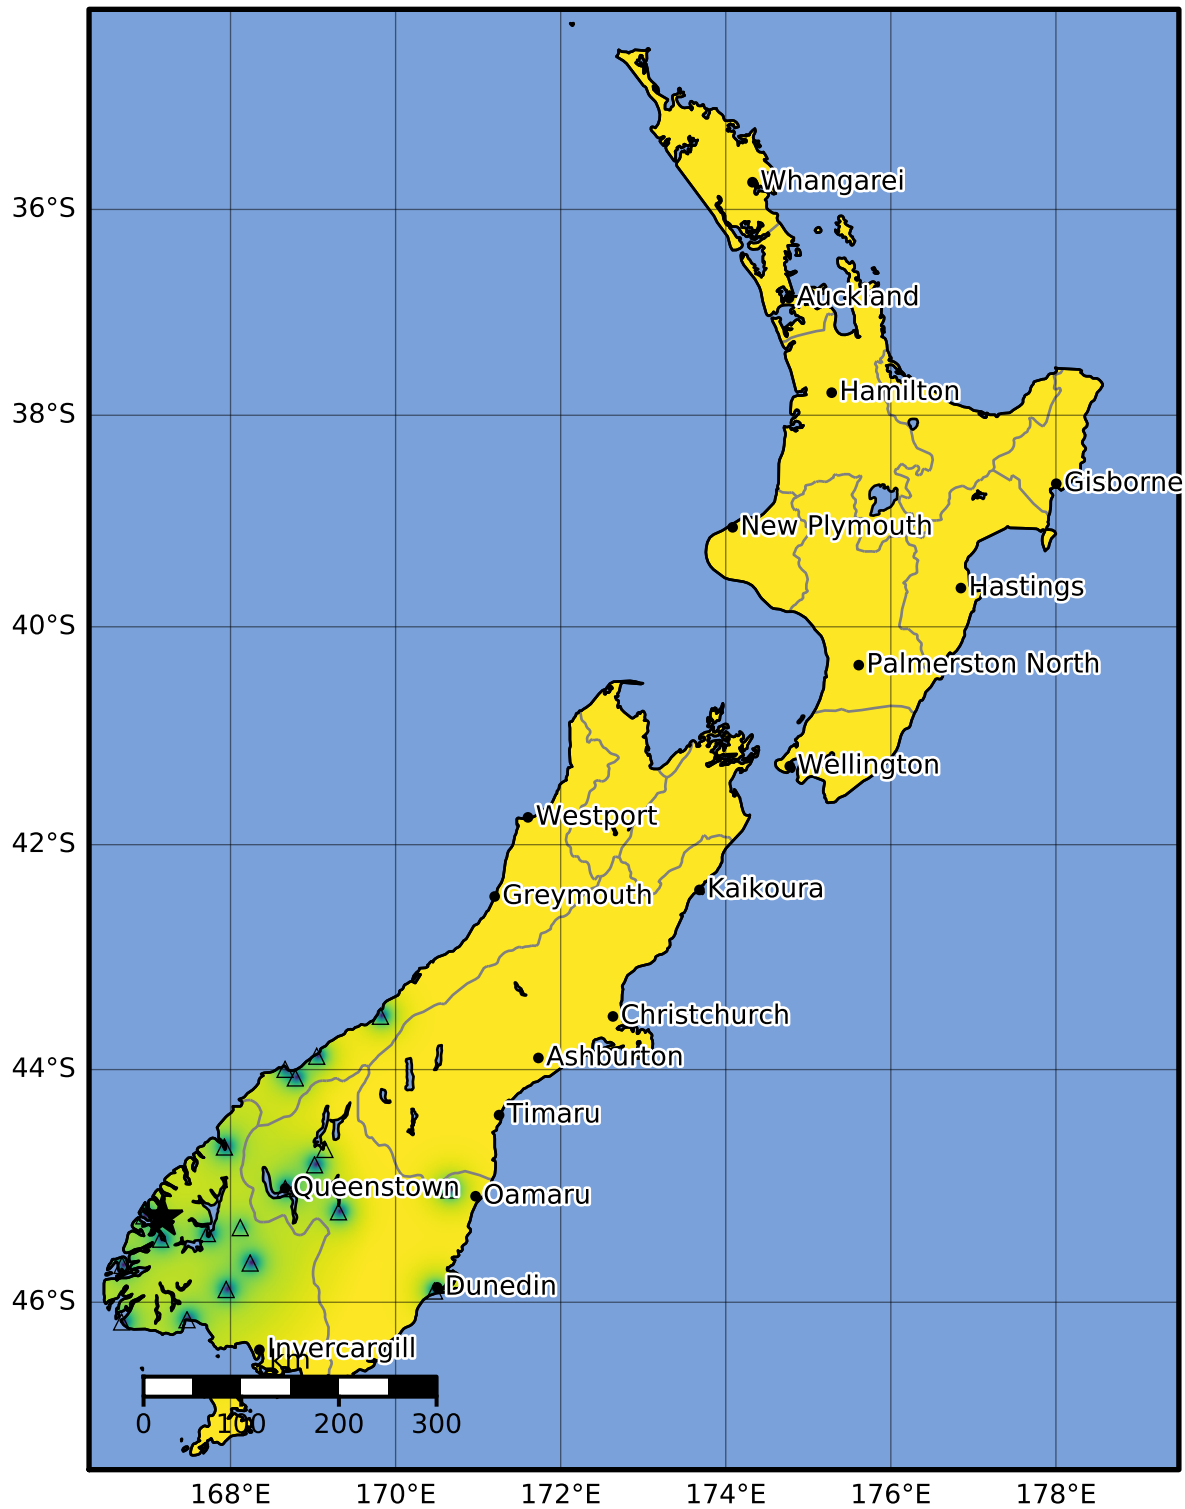 Whangarei
36°S
Auckland
Hamilton
38°S
Gisborne
New Plymouth
Hastings
40°S
Palmerston North
Wellington
Westport
42°S
Kaikoura
Greymouth
Christchurch
Ashburton
44°S
Timaru
Queenstown
Oamaru
Dunedin
46°S
Invercargill
km
0 100 200 300
168°E 170°E 172°E 174°E 176°E 178°E